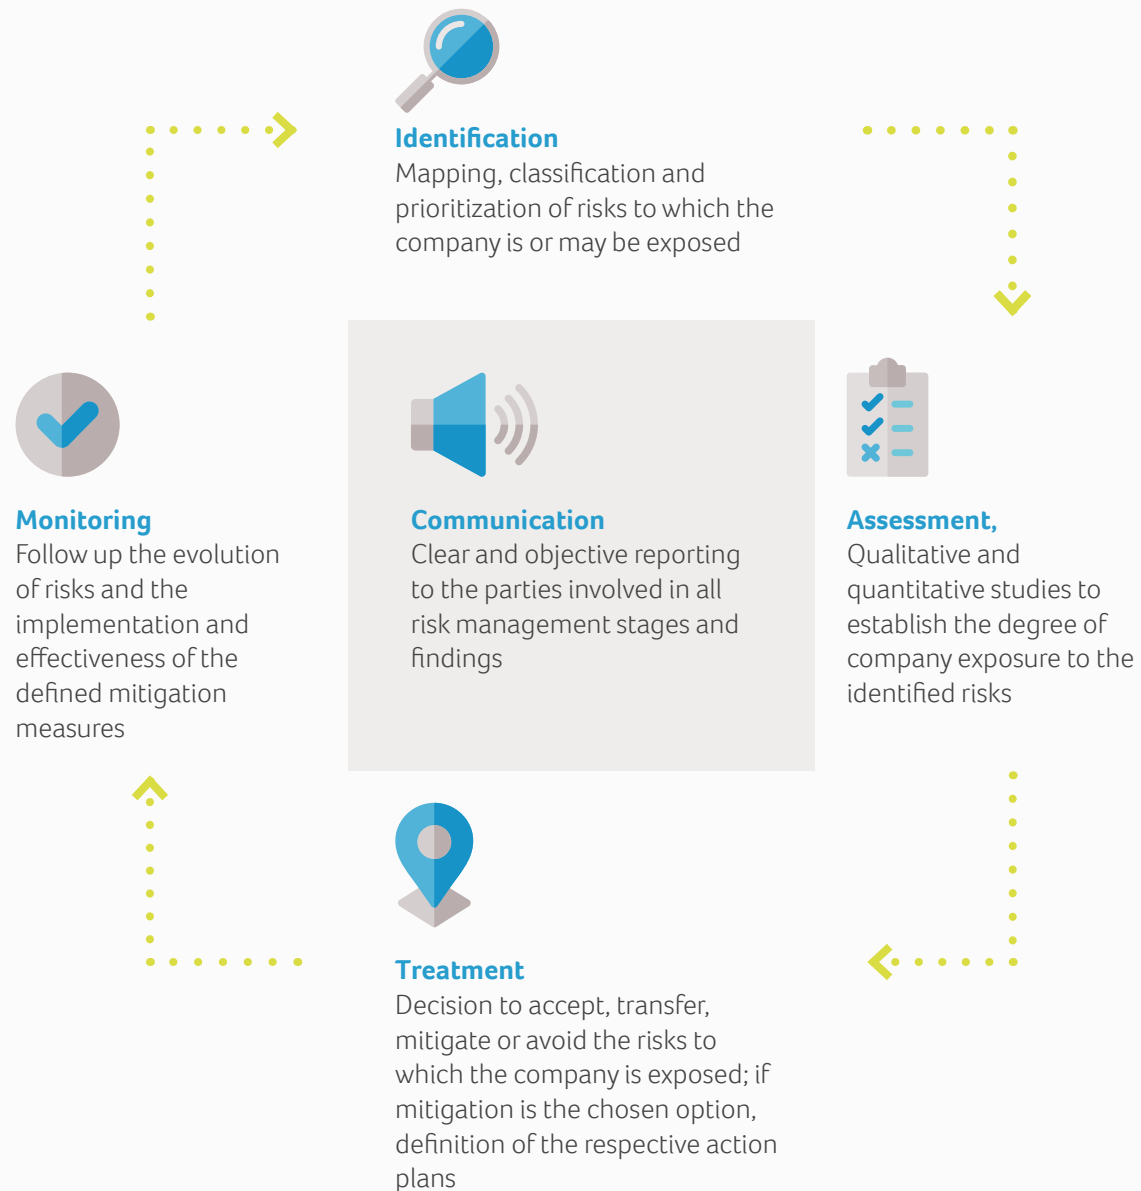 Identification
Mapping, classification and
prioritization of risks to which the
company is or may be exposed
Monitoring
Follow up the evolution
of risks and the
implementation and
effectiveness of the
defined mitigation
measures
Communication
Clear and objective reporting
to the parties involved in all
risk management stages and
findings
Assessment,
Qualitative and
quantitative studies to
establish the degree of
company exposure to the
identified risks
Treatment
Decision to accept, transfer,
mitigate or avoid the risks to
which the company is exposed; if
mitigation is the chosen option,
definition of the respective action
plans